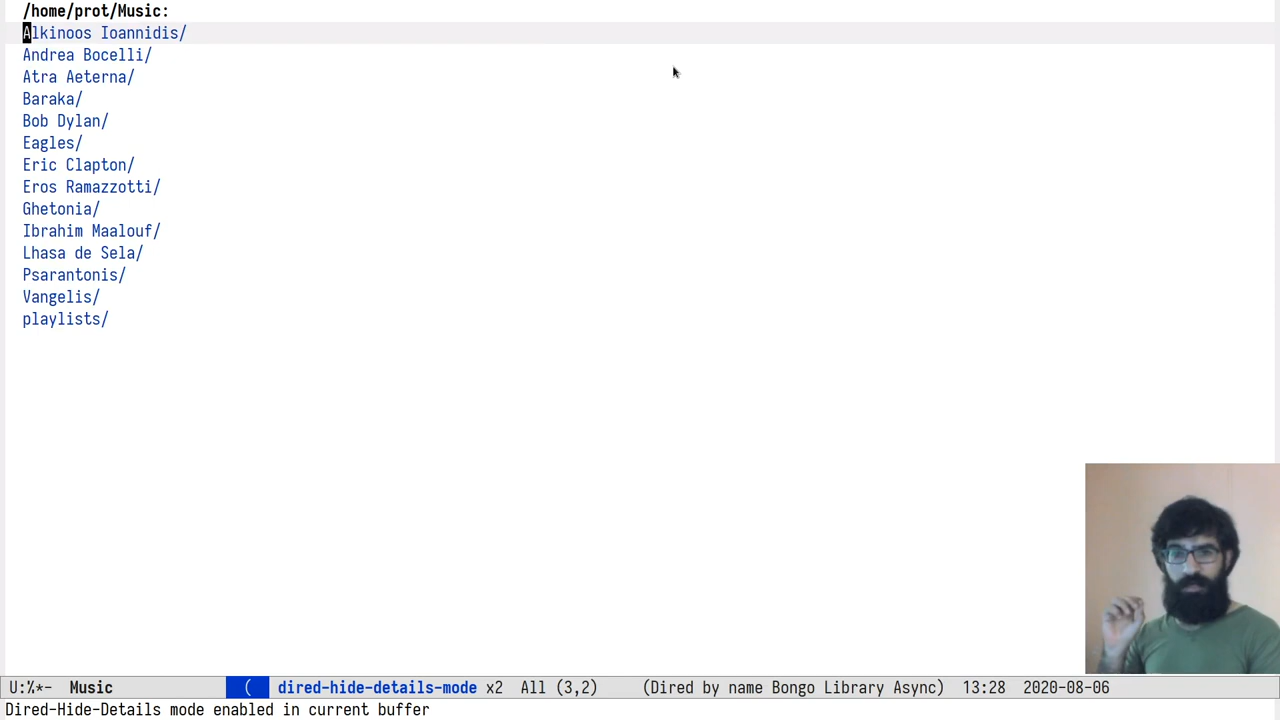 /home/prot/Music:
Alkinoos Ioannidis/
Andrea Bocelli/
Atra Aeterna/
Baraka/
Bob Dylan/
Eagles/
Eric Clapton/
Eros Ramazzotti/
Ghetonia/
Ibrahim Maalouf/
Lhasa de Sela/
Psarantonis/
Vangelis/
playlists/
U:%*-  Music  (  dired-hide-details-mode x2  All (3,2)  (Dired by name Bongo Library Async)  13:28  2020-08-06
Dired-Hide-Details mode enabled in current buffer